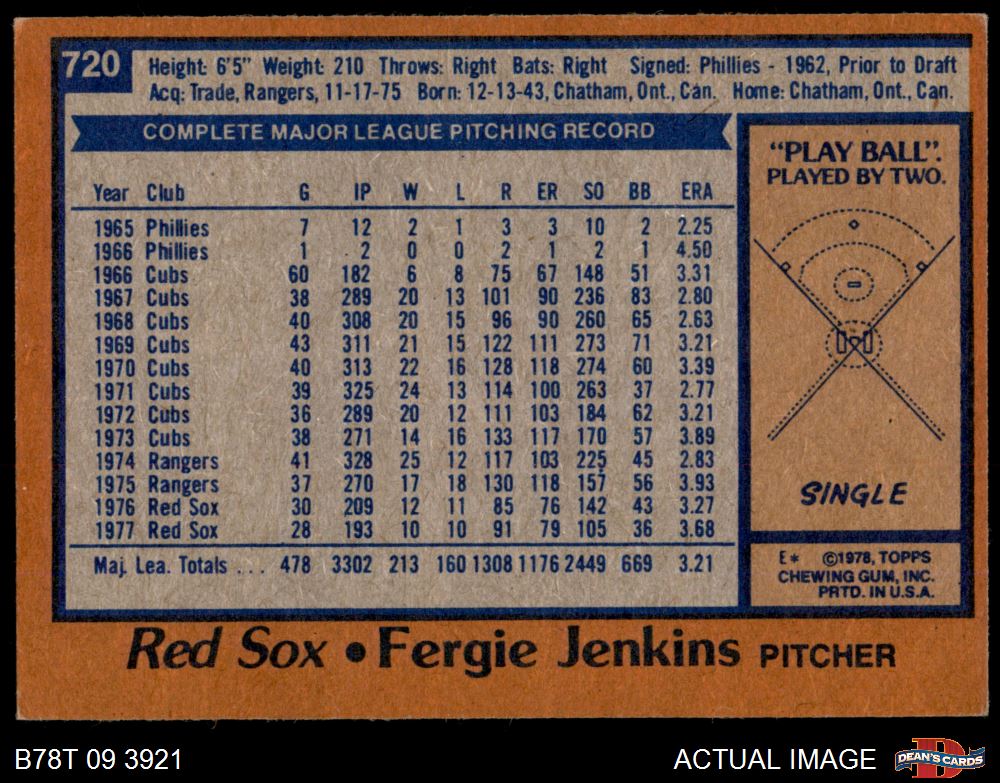 720
Height: 6'5" Weight: 210 Throws: Right Bats: Right Signed: Phillies - 1962, Prior to Draft
Acq: Trade, Rangers, 11-17-75 Born: 12-13-43, Chatham, Ont., Can. Home: Chatham, Ont., Can.
COMPLETE MAJOR LEAGUE PITCHING RECORD
Year Club G IP W L R ER SO BB ERA
1965 Phillies 7 12 2 1 3 3 10 2 2.25
1966 Phillies 1 2 0 0 2 1 2 1 4.50
1966 Cubs 60 182 6 8 75 67 148 51 3.31
1967 Cubs 38 289 20 13 101 90 236 83 2.80
1968 Cubs 40 308 20 15 96 90 260 65 2.63
1969 Cubs 43 311 21 15 122 111 273 71 3.21
1970 Cubs 40 313 22 16 128 118 274 60 3.39
1971 Cubs 39 325 24 13 114 100 263 37 2.77
1972 Cubs 36 289 20 12 111 103 184 62 3.21
1973 Cubs 38 271 14 16 133 117 170 57 3.89
1974 Rangers 41 328 25 12 117 103 225 45 2.83
1975 Rangers 37 270 17 18 130 118 157 56 3.93
1976 Red Sox 30 209 12 11 85 76 142 43 3.27
1977 Red Sox 28 193 10 10 91 79 105 36 3.68
Maj. Lea. Totals ... 478 3302 213 160 1308 1176 2449 669 3.21
"PLAY BALL".
PLAYED BY TWO.
SINGLE
E* ©1978, TOPPS
CHEWING GUM, INC.
PRTD. IN U.S.A.
Red Sox • Fergie Jenkins PITCHER
B78T 09 3921
ACTUAL IMAGE
D
DEAN'S CARDS